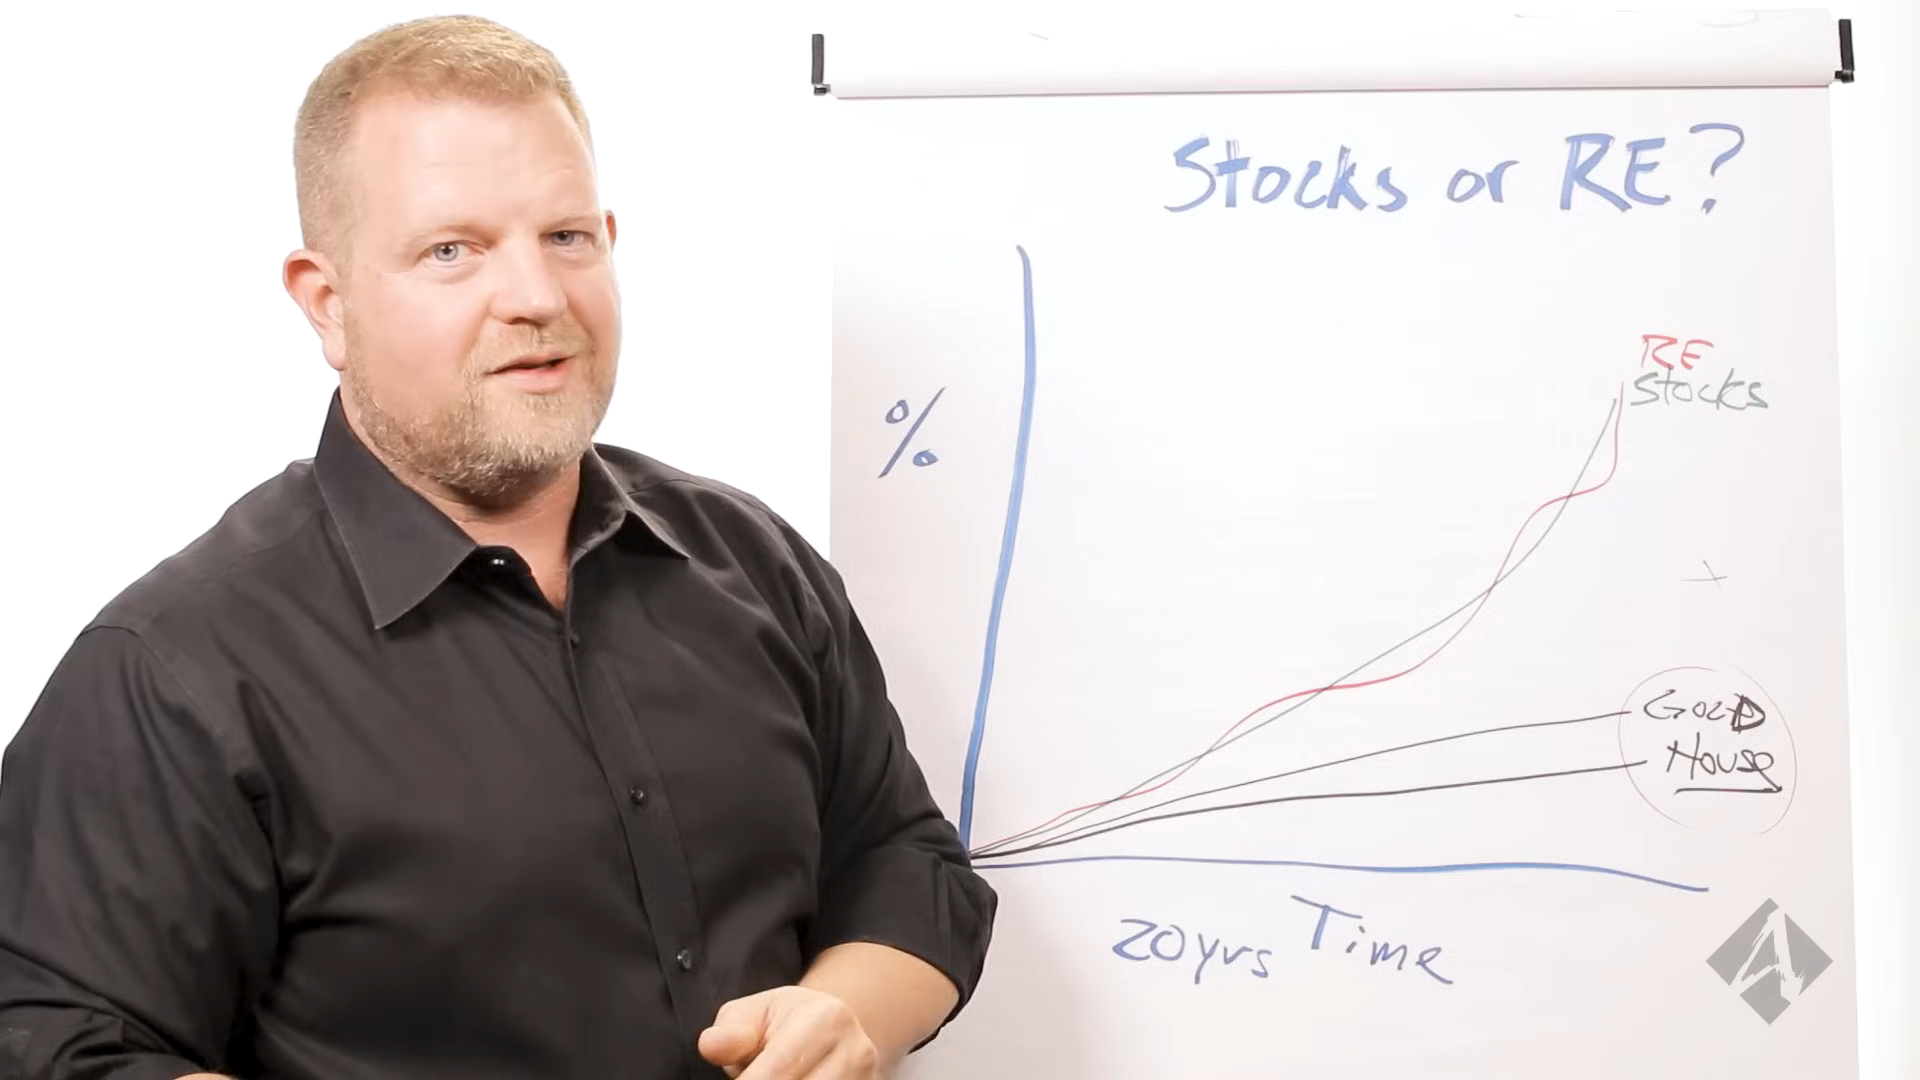 Stocks or RE?
%
RE
Stocks
GOLD
House
20yrs Time
A